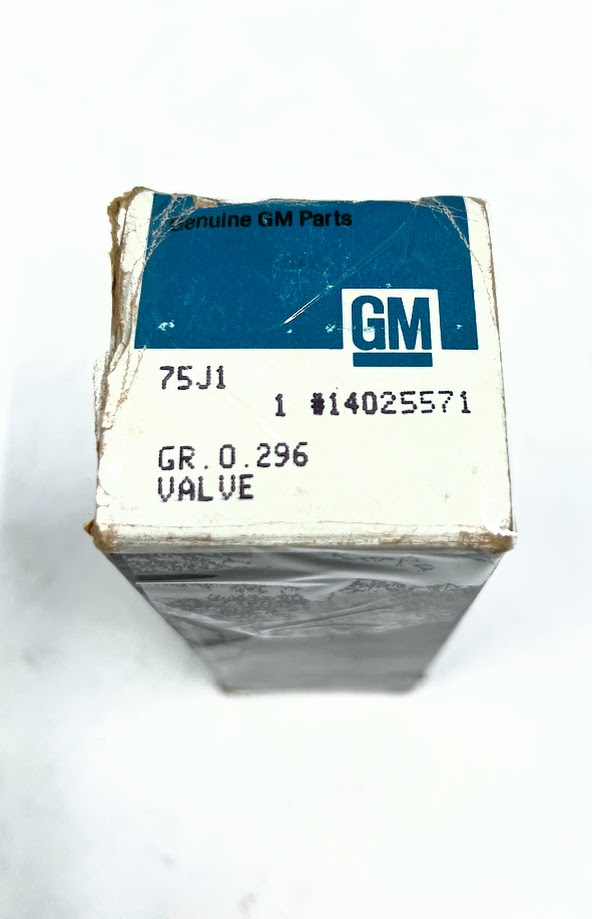 Genuine GM Parts
GM
75J1
1 #14025571
GR.0.296
VALVE